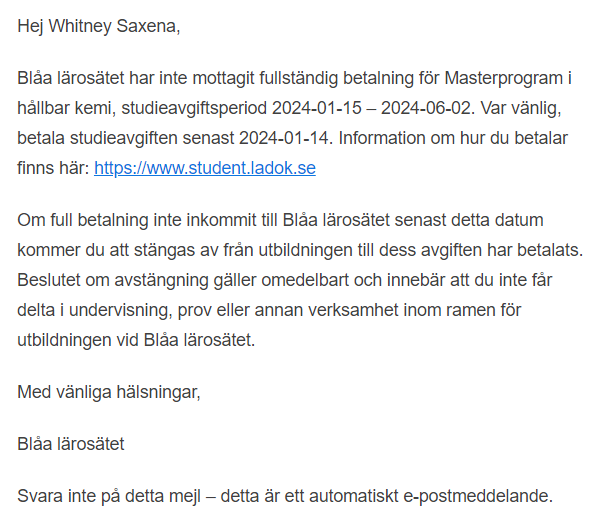 Hej Whitney Saxena,
Blåa lärosätet har inte mottagit fullständig betalning för Masterprogram i
hållbar kemi, studieavgiftsperiod 2024-01-15 – 2024-06-02. Var vänlig,
betala studieavgiften senast 2024-01-14. Information om hur du betalar
finns här: https://www.student.ladok.se
Om full betalning inte inkommit till Blåa lärosätet senast detta datum
kommer du att stängas av från utbildningen till dess avgiften har betalats.
Beslutet om avstängning gäller omedelbart och innebär att du inte får
delta i undervisning, prov eller annan verksamhet inom ramen för
utbildningen vid Blåa lärosätet.
Med vänliga hälsningar,
Blåa lärosätet
Svara inte på detta mejl – detta är ett automatiskt e-postmeddelande.